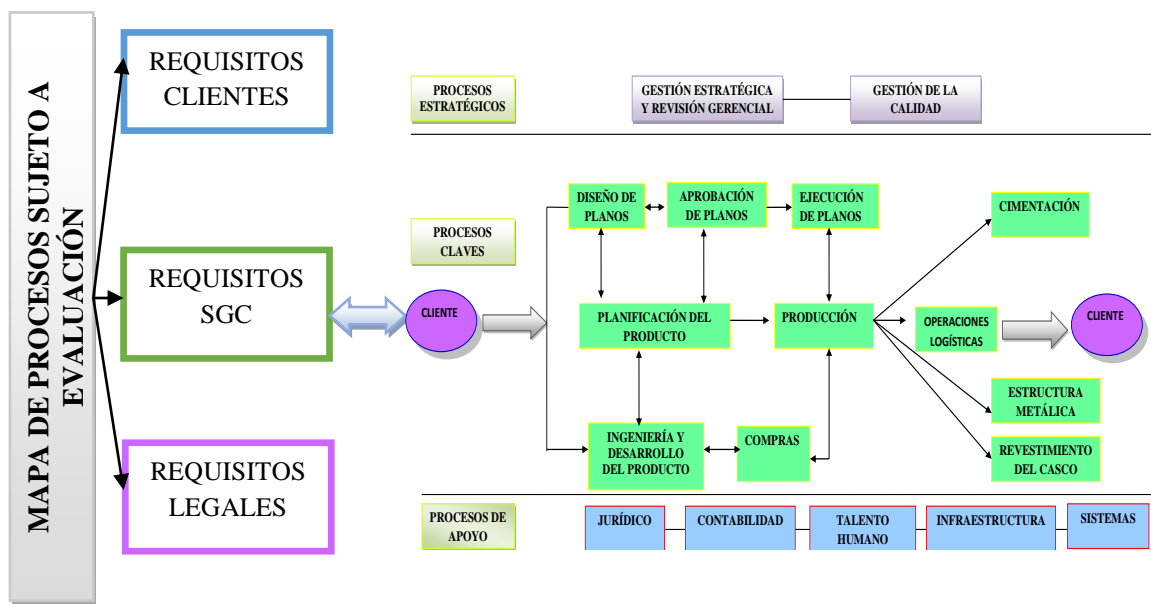 MAPA DE PROCESOS SUJETO A
EVALUACIÓN
REQUISITOS
CLIENTES
REQUISITOS
SGC
REQUISITOS
LEGALES
PROCESOS
ESTRATÉGICOS
GESTIÓN ESTRATÉGICA
Y REVISIÓN GERENCIAL
GESTIÓN DE LA
CALIDAD
PROCESOS
CLAVES
DISEÑO DE
PLANOS
APROBACIÓN
DE PLANOS
EJECUCIÓN
DE PLANOS
CIMENTACIÓN
CLIENTE
PLANIFICACIÓN DEL
PRODUCTO
PRODUCCIÓN
OPERACIONES
LOGÍSTICAS
CLIENTE
ESTRUCTURA
METÁLICA
INGENIERÍA Y
DESARROLLO
DEL PRODUCTO
COMPRAS
REVESTIMIENTO
DEL CASCO
PROCESOS DE
APOYO
JURÍDICO
CONTABILIDAD
TALENTO
HUMANO
INFRAESTRUCTURA
SISTEMAS